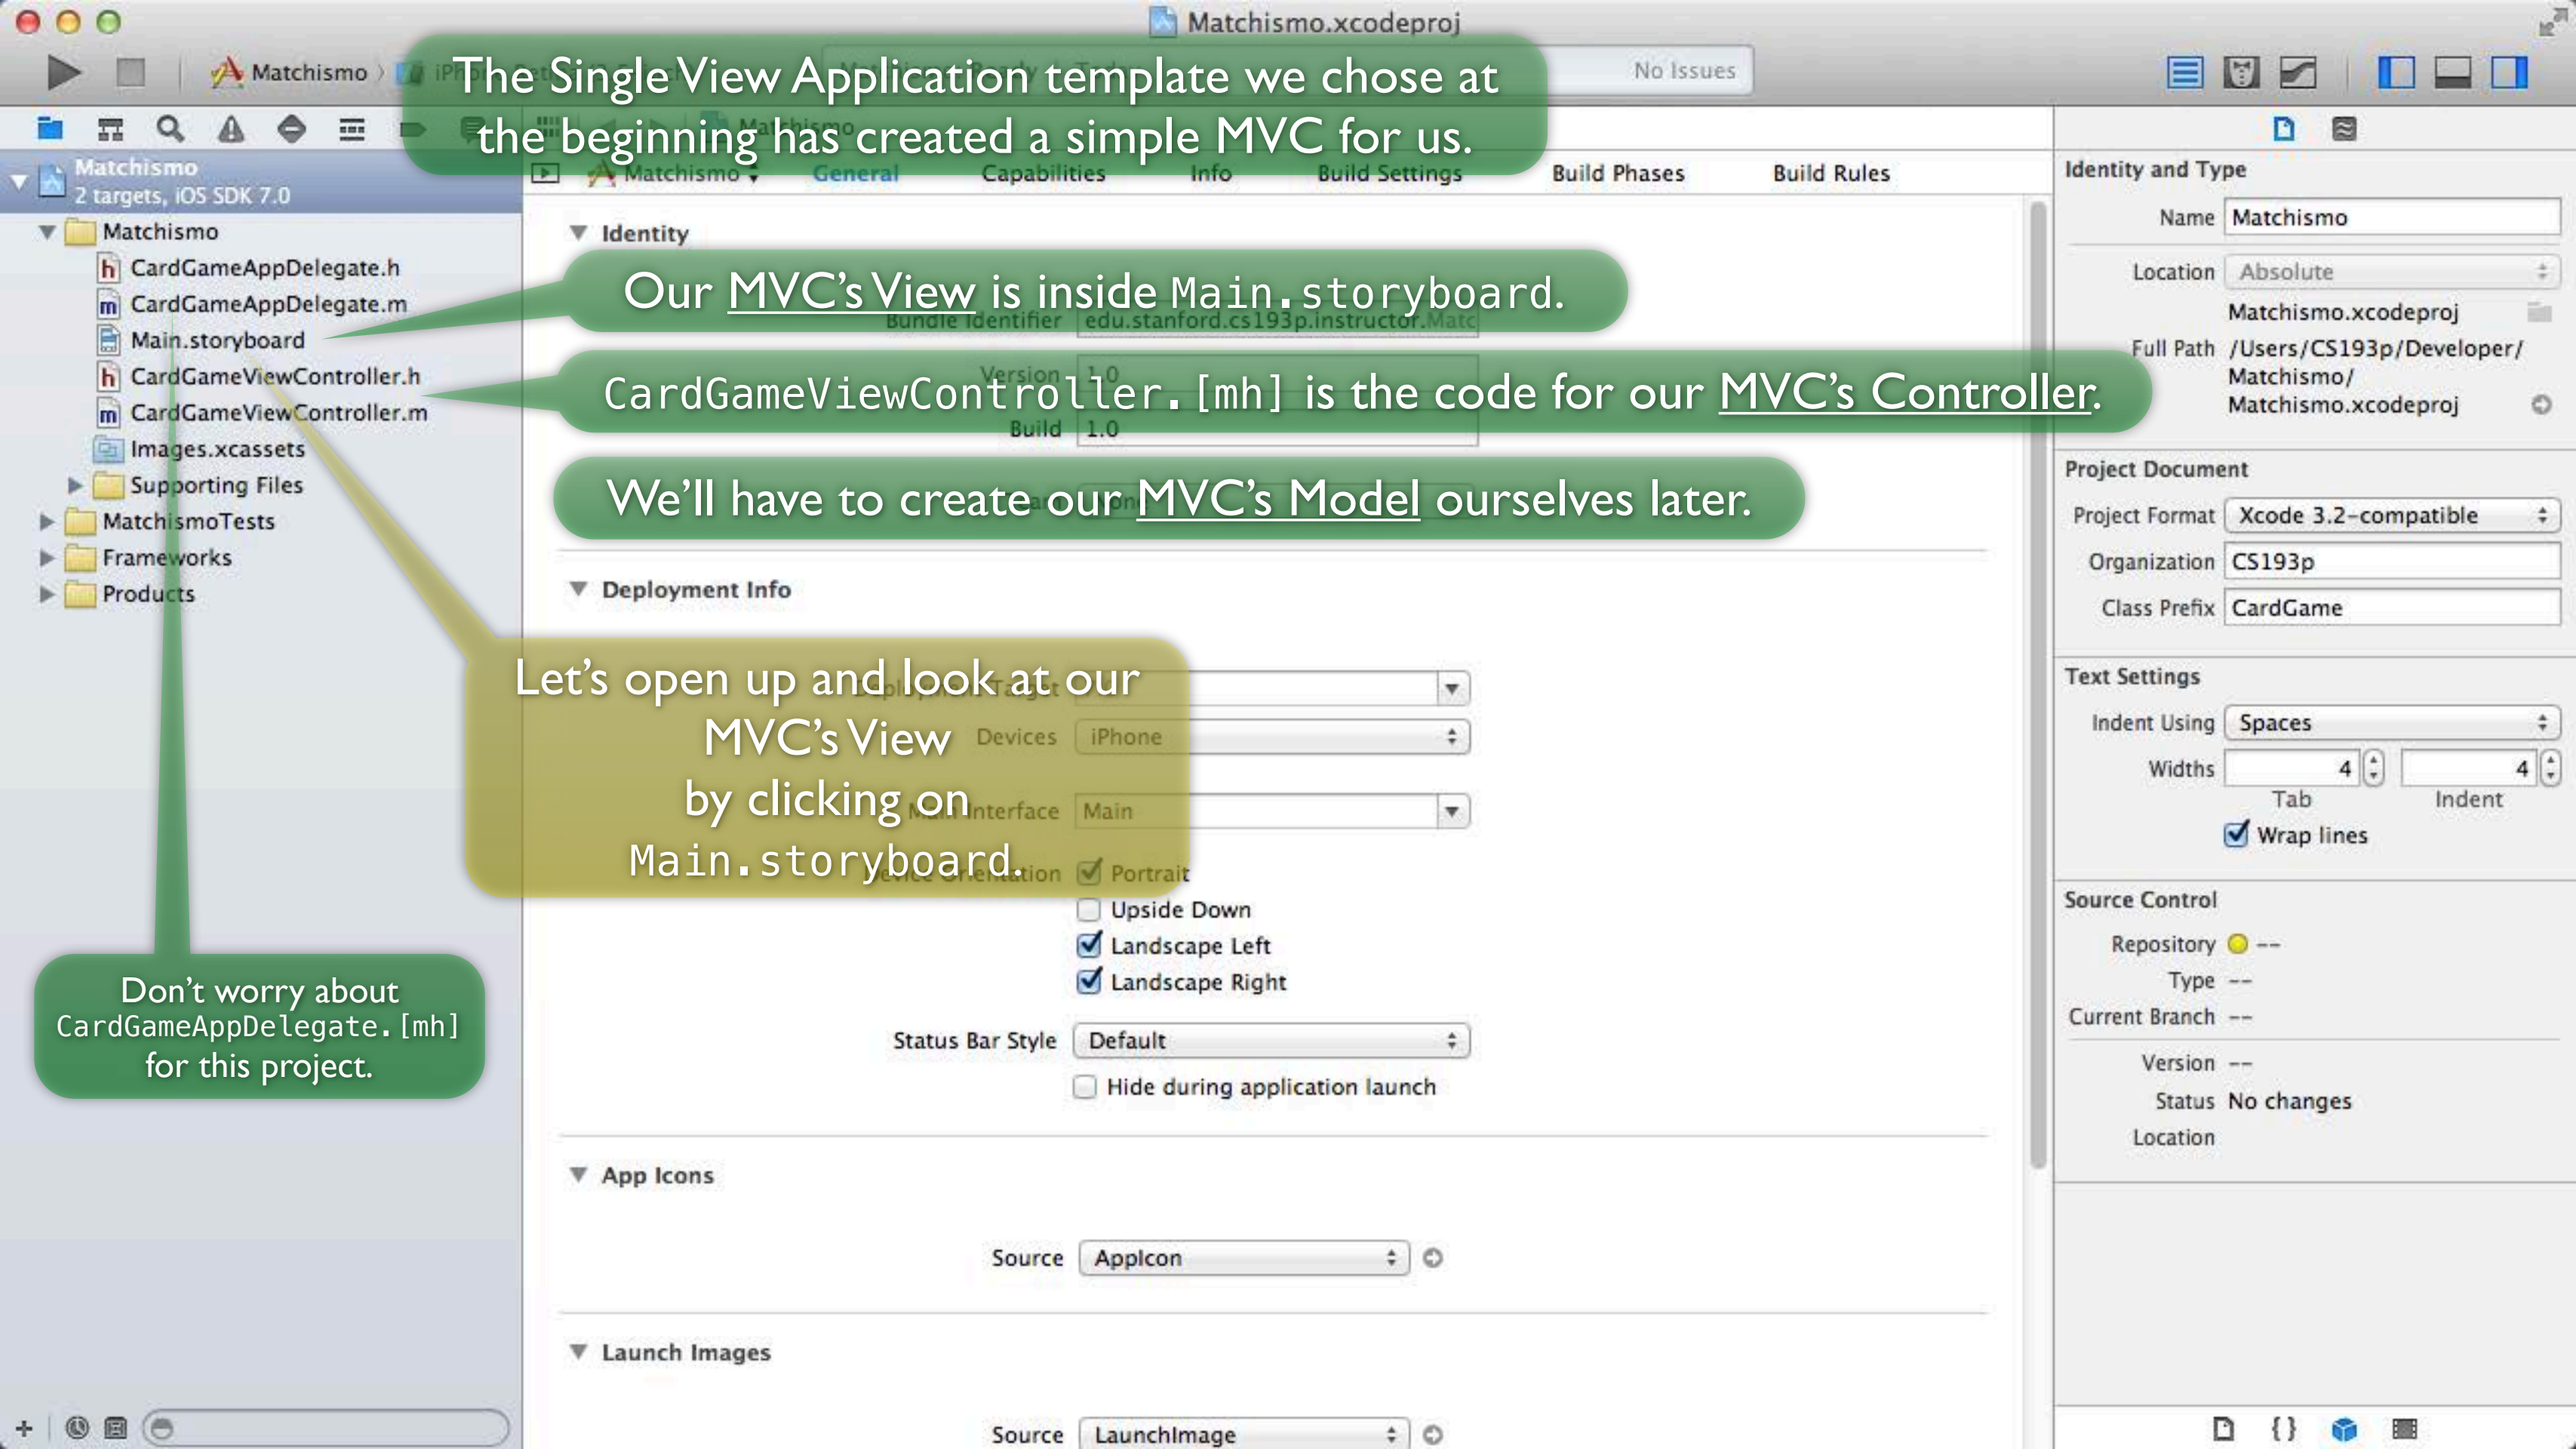 Matchismo.xcodeproj
Matchismo
No Issues
The Single View Application template we chose at
the beginning has created a simple MVC for us.
Matchismo
2 targets, iOS SDK 7.0
Matchismo
CardGameAppDelegate.h
CardGameAppDelegate.m
Main.storyboard
CardGameViewController.h
CardGameViewController.m
Images.xcassets
Supporting Files
MatchismoTests
Frameworks
Products
Matchismo General Capabilities Info Build Settings Build Phases Build Rules
Identity
Our MVC's View is inside Main.storyboard.
Bundle Identifier edu.stanford.cs193p.instructor.Matc
Version 1.0
CardGameViewController.[mh] is the code for our MVC's Controller.
Build 1.0
We'll have to create our MVC's Model ourselves later.
Deployment Info
Let's open up and look at our
MVC's View
by clicking on
Main.storyboard.
Deployment Target
Devices iPhone
Main Interface Main
Device Orientation Portrait
Upside Down
Landscape Left
Landscape Right
Status Bar Style Default
Hide during application launch
App Icons
Source AppIcon
Launch Images
Source LaunchImage
Don't worry about
CardGameAppDelegate.[mh]
for this project.
Identity and Type
Name Matchismo
Location Absolute
Matchismo.xcodeproj
Full Path /Users/CS193p/Developer/
Matchismo/
Matchismo.xcodeproj
Project Document
Project Format Xcode 3.2-compatible
Organization CS193p
Class Prefix CardGame
Text Settings
Indent Using Spaces
Widths 4 4
Tab Indent
Wrap lines
Source Control
Repository --
Type --
Current Branch --
Version --
Status No changes
Location